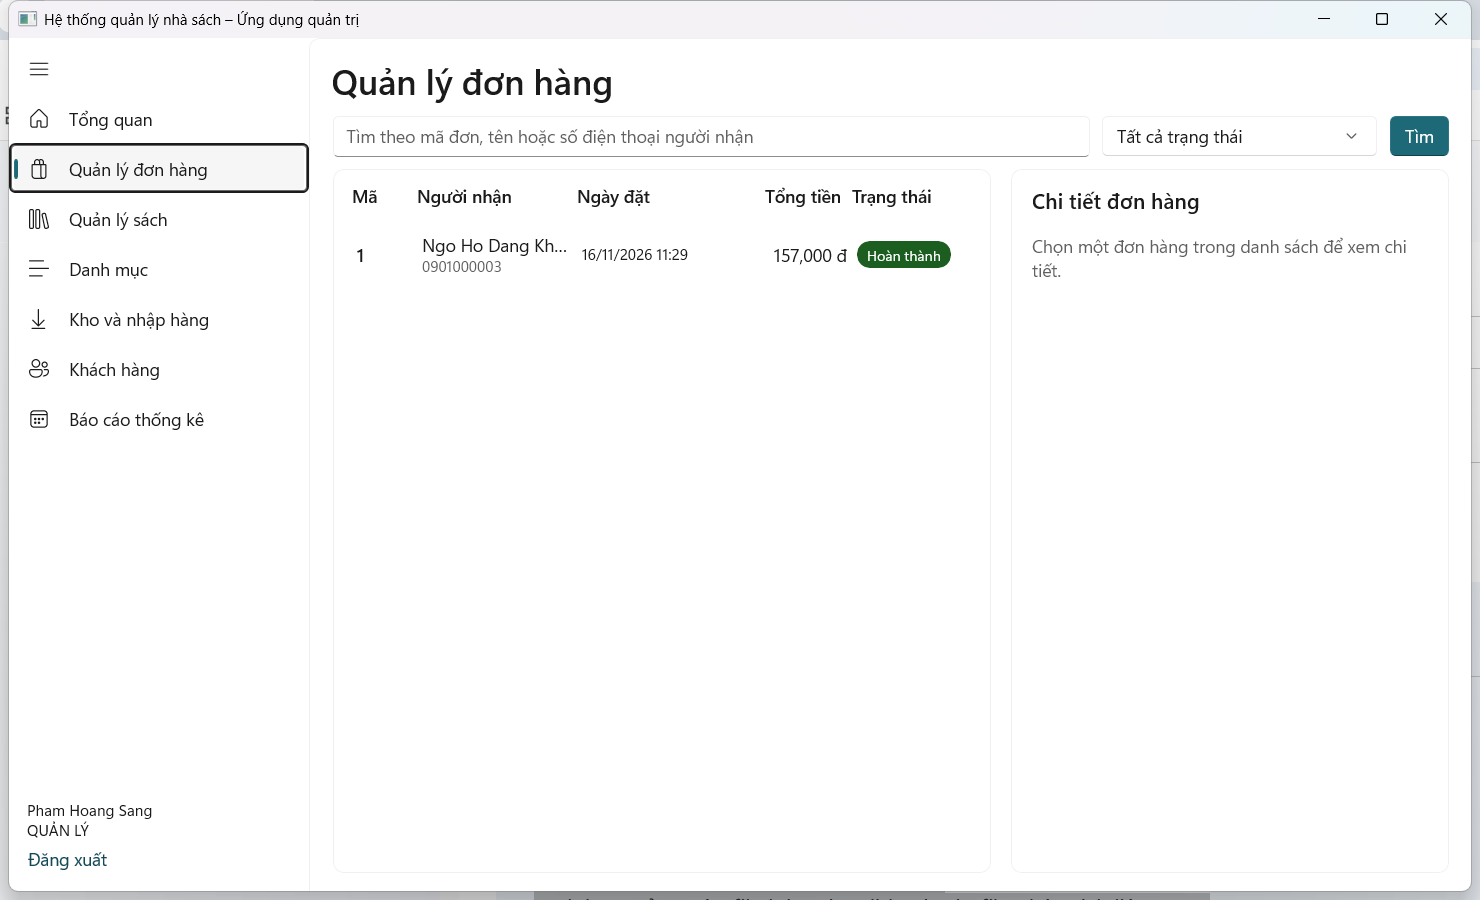 Hệ thống quản lý nhà sách – Ứng dụng quản trị
Tổng quan
Quản lý đơn hàng
Quản lý sách
Danh mục
Kho và nhập hàng
Khách hàng
Báo cáo thống kê
Pham Hoang Sang
QUẢN LÝ
Đăng xuất
Quản lý đơn hàng
Tìm theo mã đơn, tên hoặc số điện thoại người nhận
Tất cả trạng thái
Tìm
Mã Người nhận Ngày đặt Tổng tiền Trạng thái
1 Ngo Ho Dang Kh... 16/11/2026 11:29 157,000 đ Hoàn thành
0901000003
Chi tiết đơn hàng
Chọn một đơn hàng trong danh sách để xem chi
tiết.